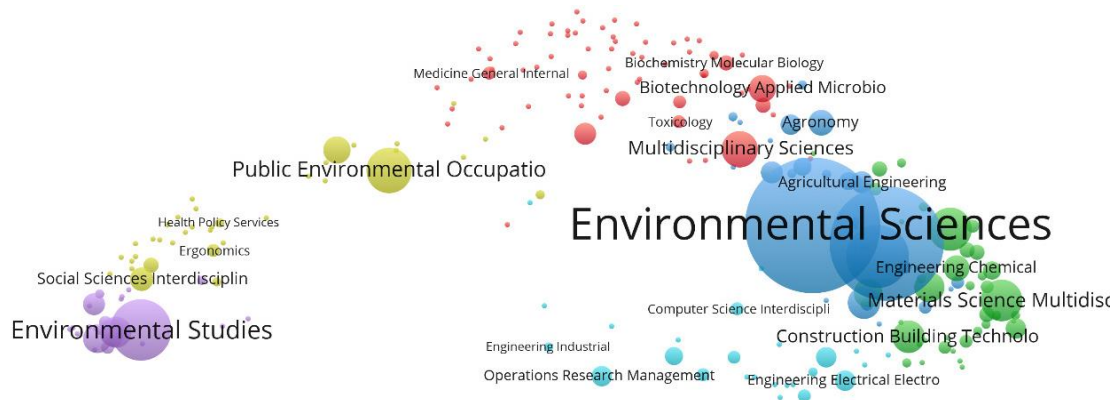 Medicine General Internal
Biochemistry Molecular Biology
Biotechnology Applied Microbio
Toxicology
Agronomy
Multidisciplinary Sciences
Public Environmental Occupatio
Agricultural Engineering
Health Policy Services
Environmental Sciences
Ergonomics
Engineering Chemical
Social Sciences Interdisciplin
Materials Science Multidisc
Computer Science Interdiscipli
Environmental Studies
Construction Building Technolo
Engineering Industrial
Operations Research Management
Engineering Electrical Electro